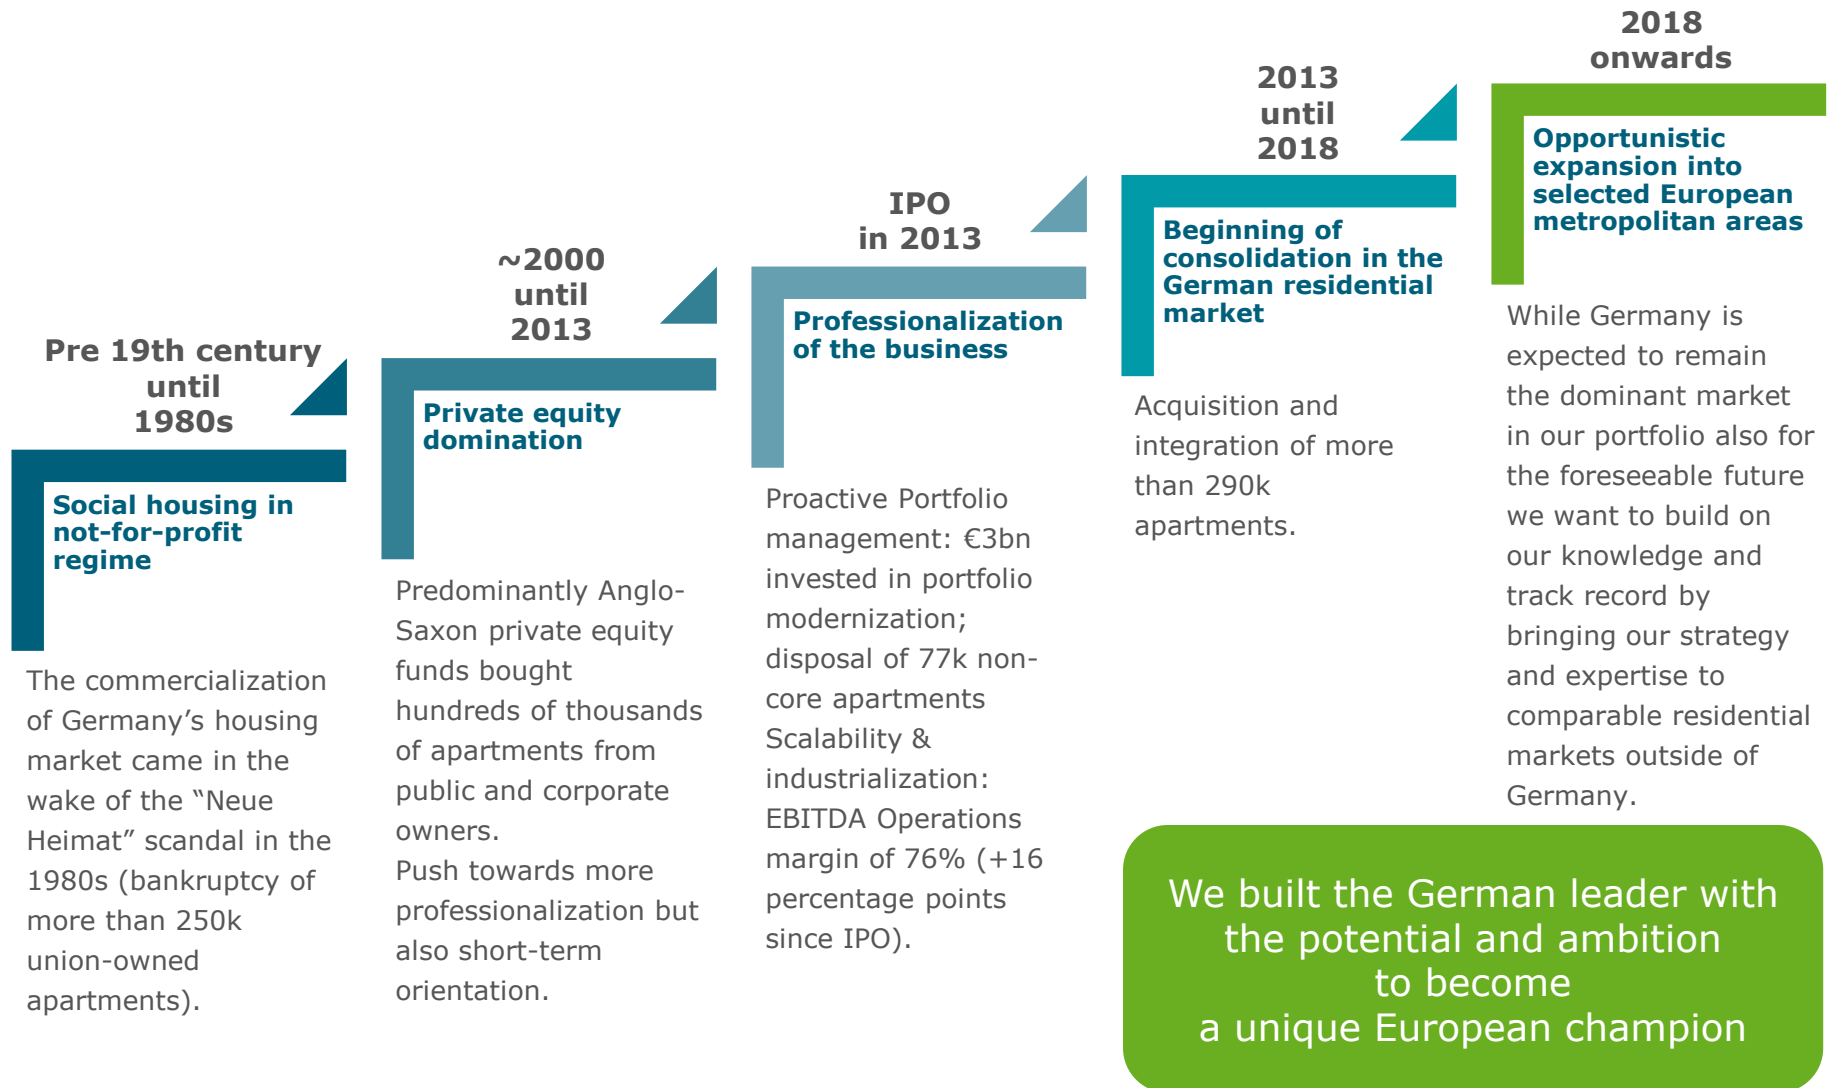 Pre 19th century
until
1980s
Social housing in
not-for-profit
regime
The commercialization
of Germany’s housing
market came in the
wake of the “Neue
Heimat” scandal in the
1980s (bankruptcy of
more than 250k
union-owned
apartments).
~2000
until
2013
Private equity
domination
Predominantly Anglo-
Saxon private equity
funds bought
hundreds of thousands
of apartments from
public and corporate
owners.
Push towards more
professionalization but
also short-term
orientation.
IPO
in 2013
Professionalization
of the business
Proactive Portfolio
management: €3bn
invested in portfolio
modernization;
disposal of 77k non-
core apartments
Scalability &
industrialization:
EBITDA Operations
margin of 76% (+16
percentage points
since IPO).
2013
until
2018
Beginning of
consolidation in the
German residential
market
Acquisition and
integration of more
than 290k
apartments.
2018
onwards
Opportunistic
expansion into
selected European
metropolitan areas
While Germany is
expected to remain
the dominant market
in our portfolio also for
the foreseeable future
we want to build on
our knowledge and
track record by
bringing our strategy
and expertise to
comparable residential
markets outside of
Germany.
We built the German leader with
the potential and ambition
to become
a unique European champion